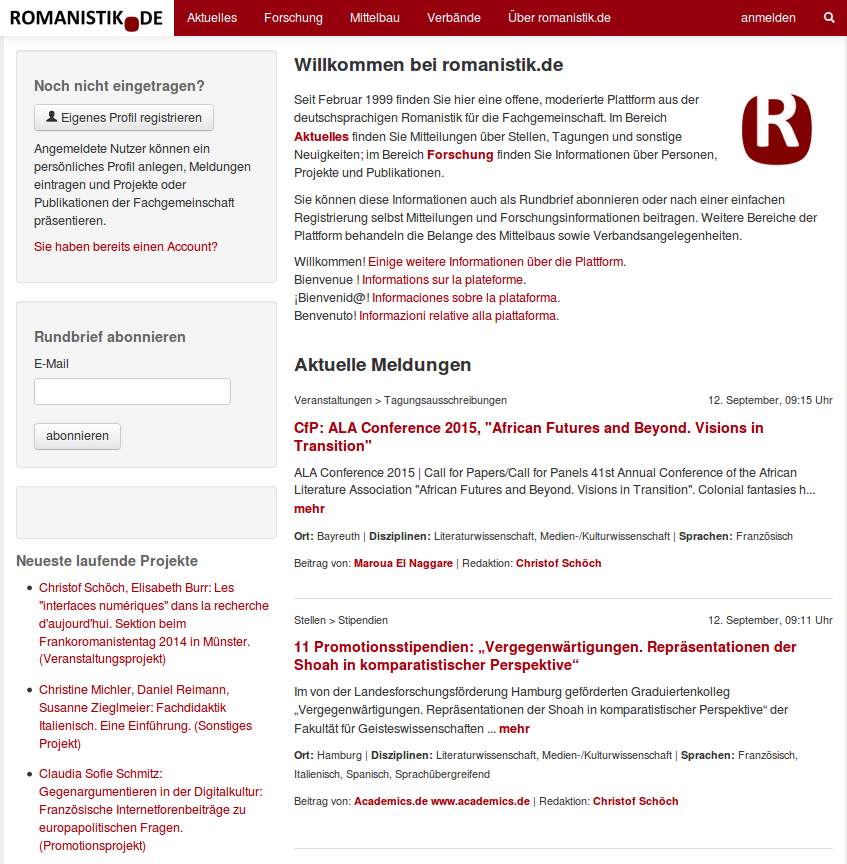 ROMANISTIK.DE
Aktuelles Forschung Mittelbau Verbände Über romanistik.de anmelden
Noch nicht eingetragen?
Eigenes Profil registrieren
Angemeldete Nutzer können ein
persönliches Profil anlegen, Meldungen
eintragen und Projekte oder
Publikationen der Fachgemeinschaft
präsentieren.
Sie haben bereits einen Account?
Rundbrief abonnieren
E-Mail
abonnieren
Neueste laufende Projekte
Christof Schöch, Elisabeth Burr: Les
"interfaces numériques" dans la recherche
d'aujourd'hui. Sektion beim
Frankoromanistentag 2014 in Münster.
(Veranstaltungsprojekt)
Christine Michler, Daniel Reimann,
Susanne Zieglmeier: Fachdidaktik
Italienisch. Eine Einführung. (Sonstiges
Projekt)
Claudia Sofie Schmitz:
Gegenargumentieren in der Digitalkultur:
Französische Internetforenbeiträge zu
europapolitischen Fragen.
(Promotionsprojekt)
Willkommen bei romanistik.de
R
Seit Februar 1999 finden Sie hier eine offene, moderierte Plattform aus der
deutschsprachigen Romanistik für die Fachgemeinschaft. Im Bereich
Aktuelles finden Sie Mitteilungen über Stellen, Tagungen und sonstige
Neuigkeiten; im Bereich Forschung finden Sie Informationen über Personen,
Projekte und Publikationen.
Sie können diese Informationen auch als Rundbrief abonnieren oder nach einer einfachen
Registrierung selbst Mitteilungen und Forschungsinformationen beitragen. Weitere Bereiche der
Plattform behandeln die Belange des Mittelbaus sowie Verbandsangelegenheiten.
Willkommen! Einige weitere Informationen über die Plattform.
Bienvenue ! Informations sur la plateforme.
¡Bienvenid@! Informaciones sobre la plataforma.
Benvenuto! Informazioni relative alla piattaforma.
Aktuelle Meldungen
Veranstaltungen > Tagungsausschreibungen 12. September, 09:15 Uhr
CfP: ALA Conference 2015, "African Futures and Beyond. Visions in
Transition"
ALA Conference 2015 | Call for Papers/Call for Panels 41st Annual Conference of the African
Literature Association "African Futures and Beyond. Visions in Transition". Colonial fantasies h...
mehr
Ort: Bayreuth | Disziplinen: Literaturwissenschaft, Medien-/Kulturwissenschaft | Sprachen: Französisch
Beitrag von: Maroua El Naggare | Redaktion: Christof Schöch
Stellen > Stipendien 12. September, 09:11 Uhr
11 Promotionsstipendien: „Vergegenwärtigungen. Repräsentationen der
Shoah in komparatistischer Perspektive“
Im von der Landesforschungsförderung Hamburg geförderten Graduiertenkolleg
„Vergegenwärtigungen. Repräsentationen der Shoah in komparatistischer Perspektive“ der
Fakultät für Geisteswissenschaften ... mehr
Ort: Hamburg | Disziplinen: Literaturwissenschaft, Medien-/Kulturwissenschaft | Sprachen: Französisch,
Italienisch, Spanisch, Sprachübergreifend
Beitrag von: Academics.de www.academics.de | Redaktion: Christof Schöch